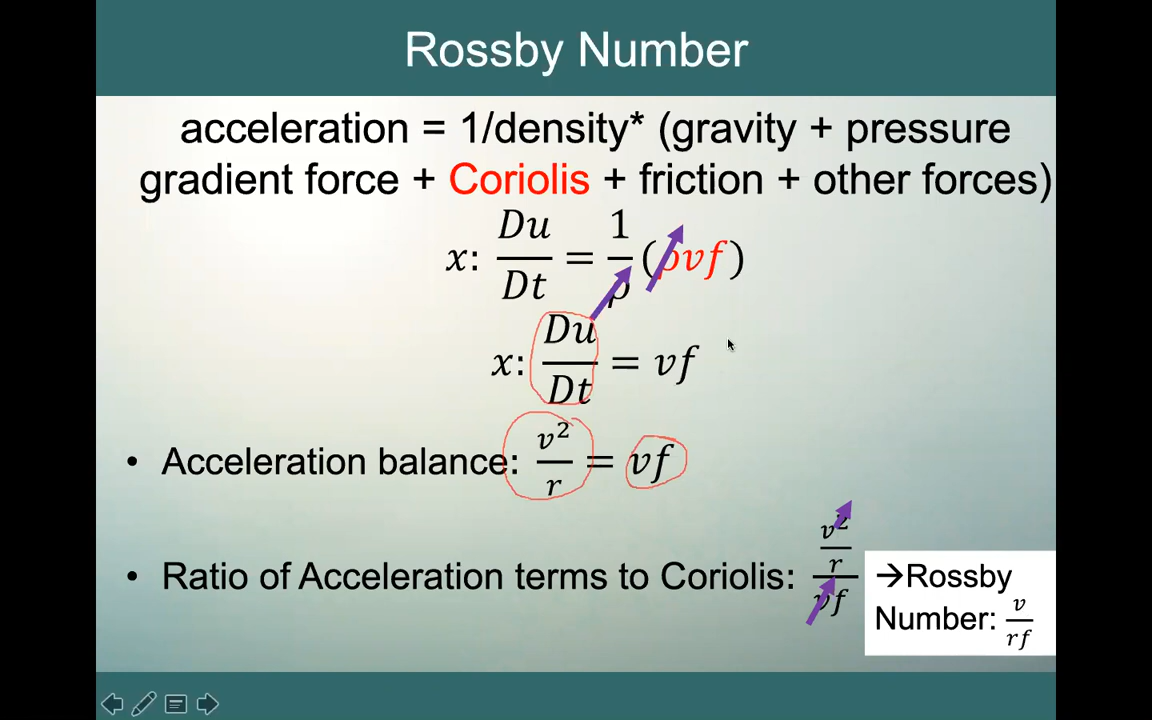 Rossby Number
acceleration = 1/density* (gravity + pressure
gradient force + Coriolis + friction + other forces)
x: Du/Dt = 1/ρ (ρvf)
x: Du/Dt = vf
• Acceleration balance: v²/r = vf
• Ratio of Acceleration terms to Coriolis: (v²/r)/(vf)
→Rossby
Number: v/rf